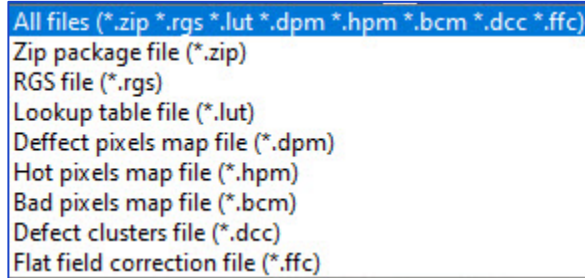 All files (*.zip *.rgs *.lut *.dpm *.hpm *.bcm *.dcc *.ffc)
Zip package file (*.zip)
RGS file (*.rgs)
Lookup table file (*.lut)
Deffect pixels map file (*.dpm)
Hot pixels map file (*.hpm)
Bad pixels map file (*.bcm)
Defect clusters file (*.dcc)
Flat field correction file (*.ffc)